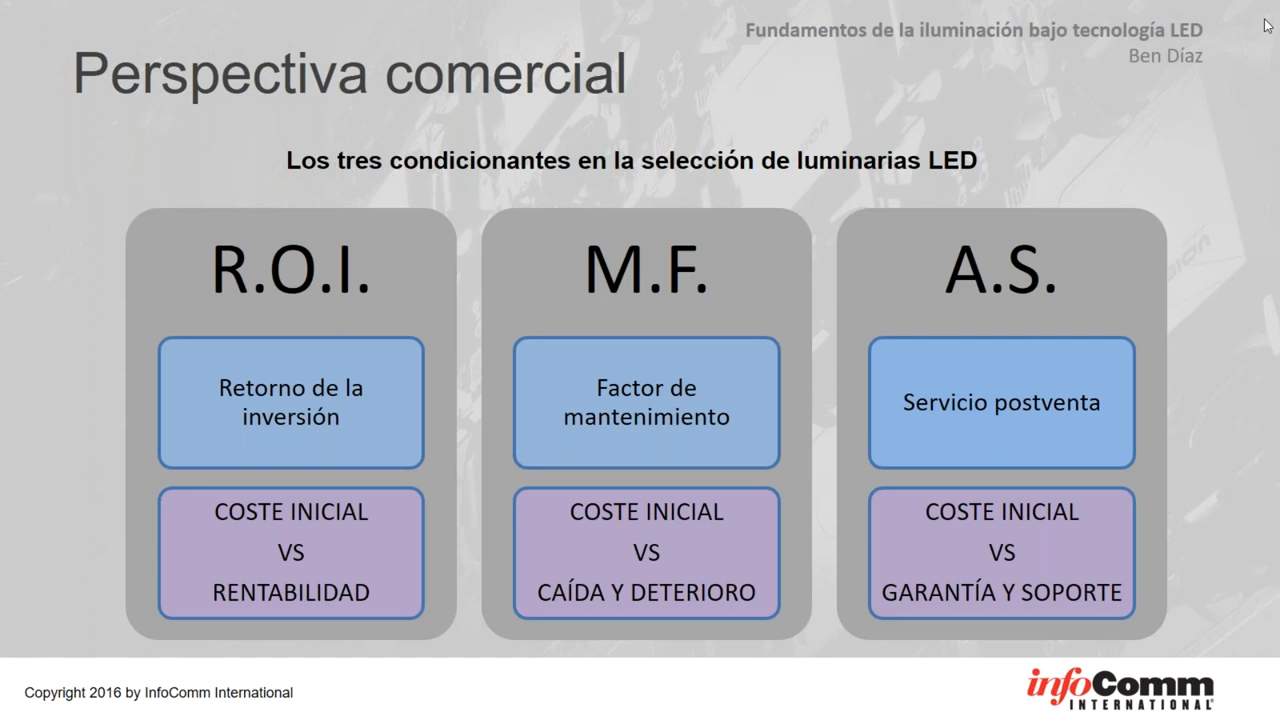 Fundamentos de la iluminación bajo tecnología LED
Ben Díaz
Perspectiva comercial
Los tres condicionantes en la selección de luminarias LED
R.O.I.
Retorno de la
inversión
COSTE INICIAL
VS
RENTABILIDAD
M.F.
Factor de
mantenimiento
COSTE INICIAL
VS
CAÍDA Y DETERIORO
A.S.
Servicio postventa
COSTE INICIAL
VS
GARANTÍA Y SOPORTE
Copyright 2016 by InfoComm International
infoComm
INTERNATIONAL